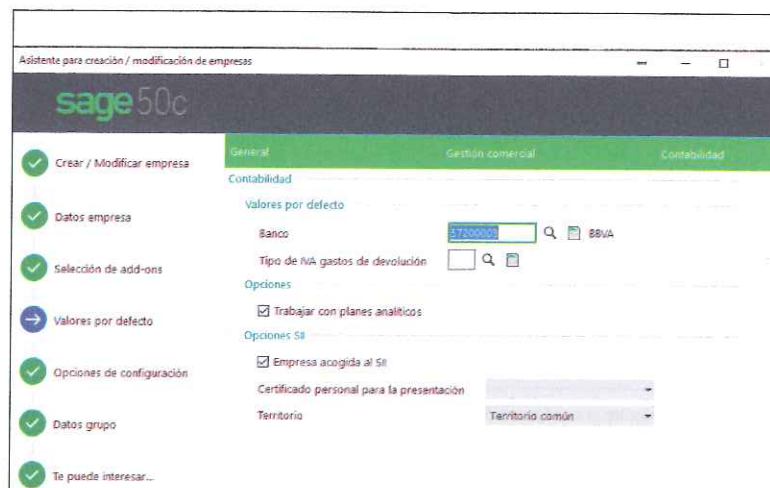 Asistente para creación / modificación de empresas
sage 50c
Crear / Modificar empresa
Datos empresa
Selección de add-ons
Valores por defecto
Opciones de configuración
Datos grupo
Te puede interesar...
General Gestión comercial Contabilidad
Contabilidad
Valores por defecto
Banco 57200003 BBVA
Tipo de IVA gastos de devolución
Opciones
Trabajar con planes analíticos
Opciones SII
Empresa acogida al SII
Certificado personal para la presentación
Territorio Territorio común